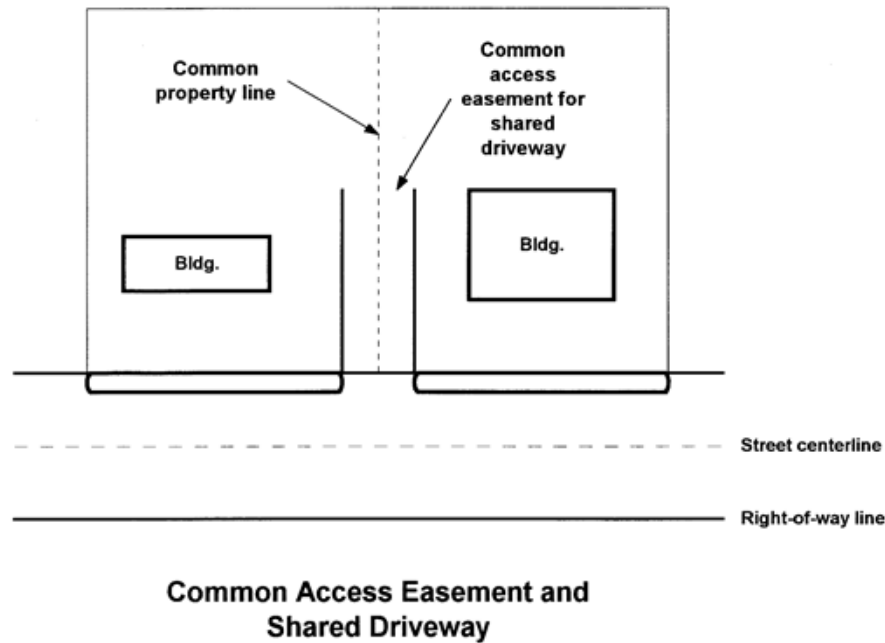 Common
property line
Common
access
easement for
shared
driveway
Bldg.
Bldg.
Street centerline
Right-of-way line
Common Access Easement and
Shared Driveway